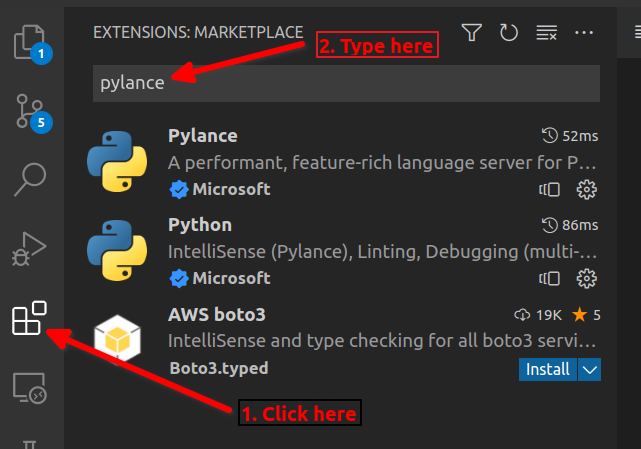 EXTENSIONS: MARKETPLACE
2. Type here
pylance
1
5
Pylance
52ms
A performant, feature-rich language server for P...
Microsoft
Python
86ms
IntelliSense (Pylance), Linting, Debugging (multi-...
Microsoft
AWS boto3
19K
5
IntelliSense and type checking for all boto3 servi...
Boto3.typed
Install
1. Click here